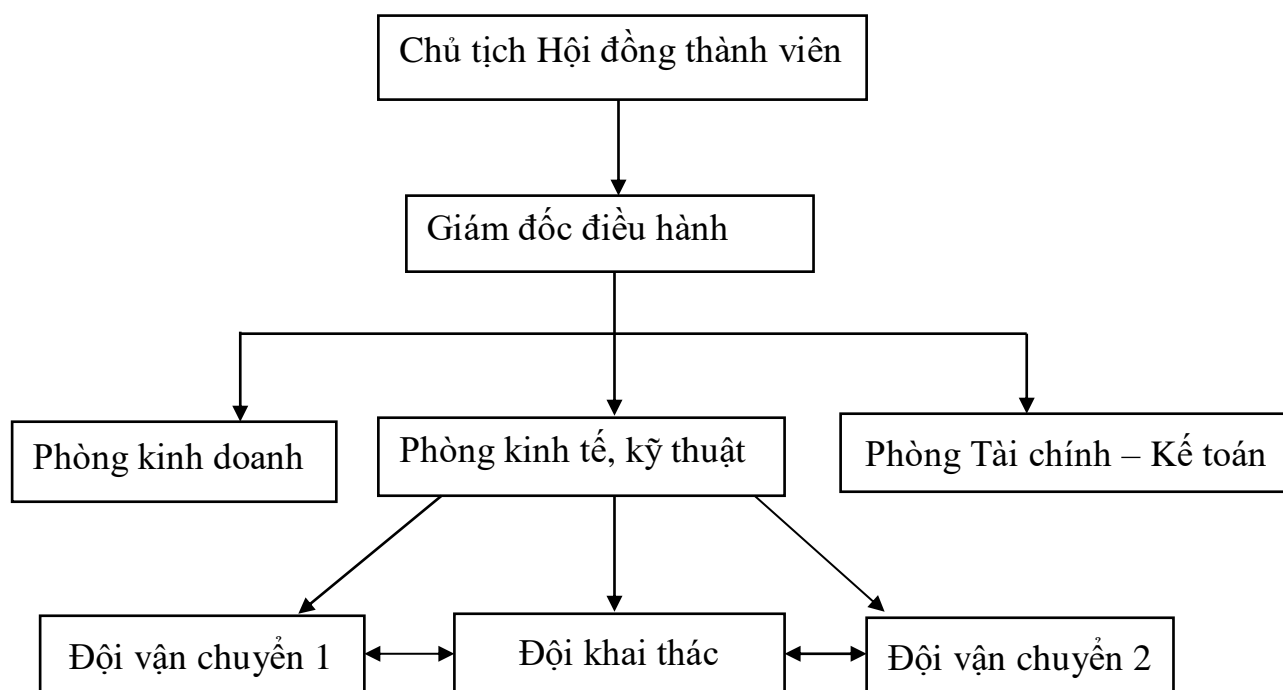 Chủ tịch Hội đồng thành viên
Giám đốc điều hành
Phòng kinh doanh
Phòng kinh tế, kỹ thuật
Phòng Tài chính – Kế toán
Đội vận chuyển 1
Đội khai thác
Đội vận chuyển 2